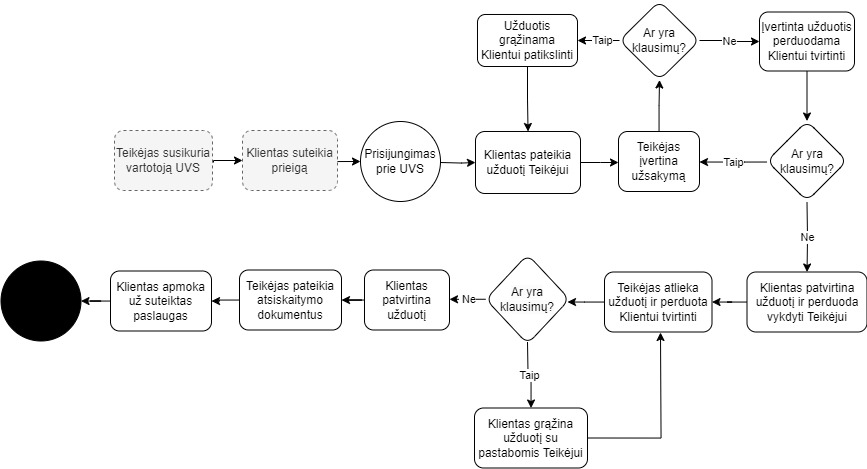 Teikėjas susikuria
vartotoją UVS
Klientas suteikia
prieigą
Prisijungimas
prie UVS
Klientas pateikia
užduotį Teikėjui
Užduotis
grąžinama
Klientui patikslinti
Taip
Ar yra
klausimų?
Ne
Įvertinta užduotis
perduodama
Klientui tvirtinti
Teikėjas
įvertina
užsakymą
Taip
Ar yra
klausimų?
Ne
Klientas patvirtina
užduotį ir perduoda
vykdyti Teikėjui
Teikėjas atlieka
užduotį ir perduota
Klientui tvirtinti
Ar yra
klausimų?
Taip
Klientas grąžina
užduotį su
pastabomis Teikėjui
Ne
Klientas
patvirtina
užduotį
Teikėjas pateikia
atsiskaitymo
dokumentus
Klientas apmoka
už suteiktas
paslaugas